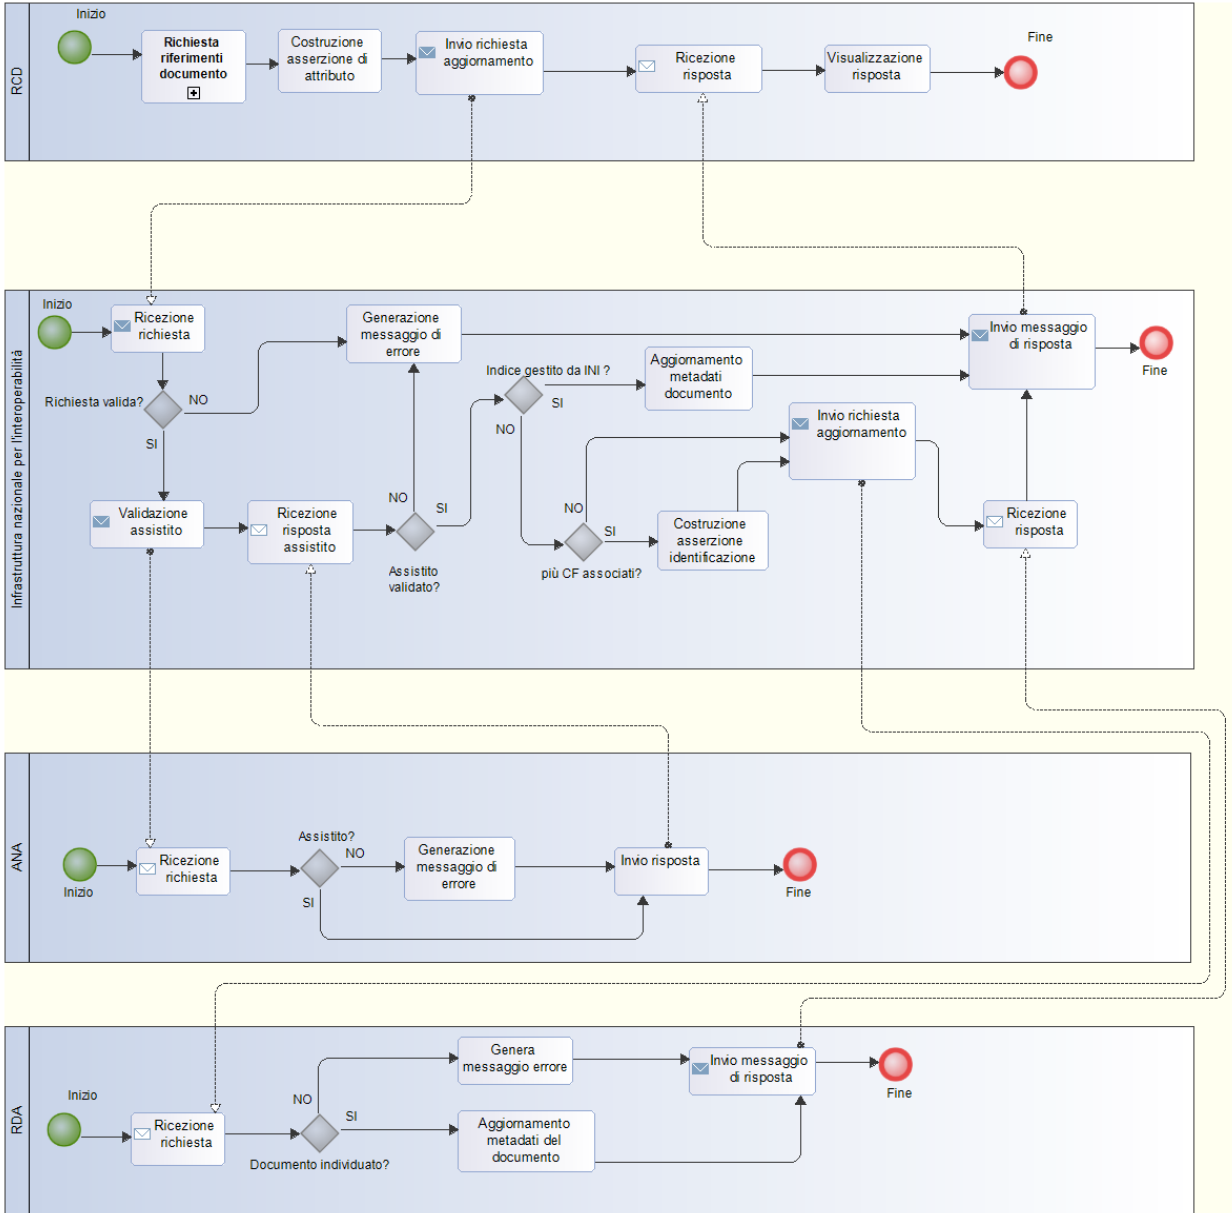 RCD
Inizio
Richiesta
riferimenti
documento
Costruzione
asserzione di
attributo
Invio richiesta
aggiornamento
Ricezione
risposta
Visualizzazione
risposta
Fine
Infrastruttura nazionale per l'interoperabilità
Inizio
Ricezione
richiesta
Richiesta valida?
NO
SI
Generazione
messaggio di
errore
Validazione
assistito
Ricezione
risposta
assistito
NO
SI
Assistito
validato?
Indice gestito da INI ?
SI
NO
Aggiornamento
metadati
documento
NO
SI
più CF associati?
Costruzione
asserzione
identificazione
Invio richiesta
aggiornamento
Ricezione
risposta
Invio messaggio
di risposta
Fine
ANA
Inizio
Ricezione
richiesta
Assistito?
NO
SI
Generazione
messaggio di
errore
Invio risposta
Fine
RDA
Inizio
Ricezione
richiesta
NO
SI
Documento individuato?
Genera
messaggio errore
Aggiornamento
metadati del
documento
Invio messaggio
di risposta
Fine